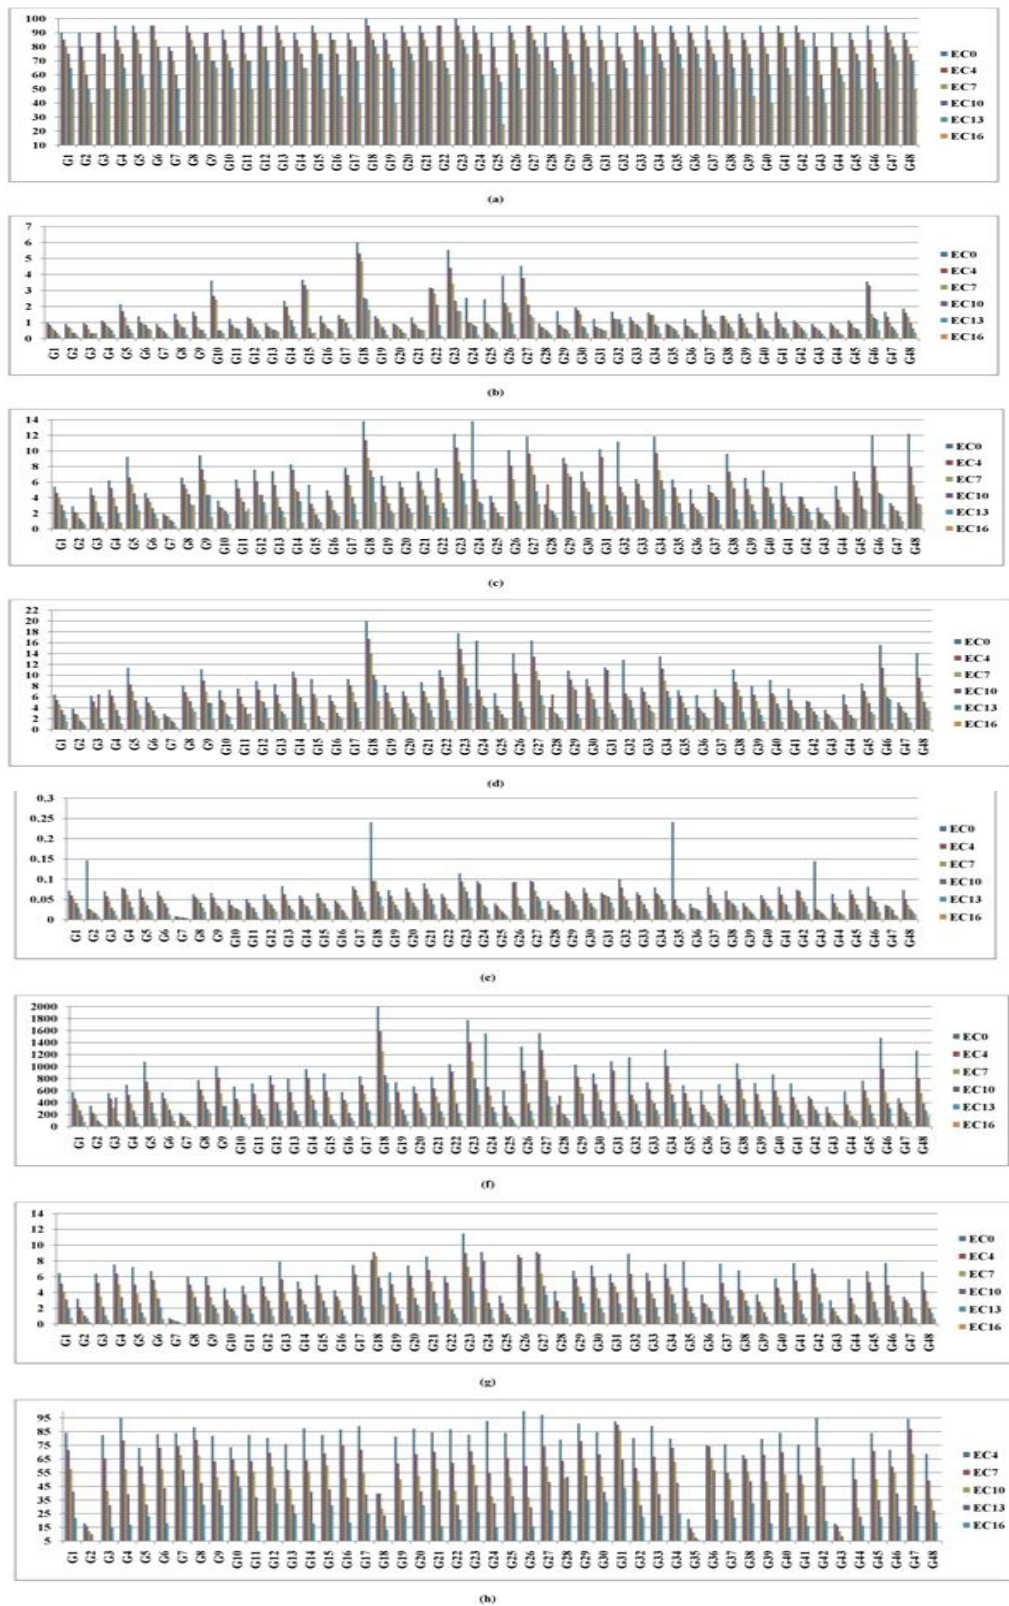 100
90
80
70
60
50
40
30
20
10
EC0
EC4
EC7
EC10
EC13
EC16
G1 G2 G3 G4 G5 G6 G7 G8 G9 G10 G11 G12 G13 G14 G15 G16 G17 G18 G19 G20 G21 G22 G23 G24 G25 G26 G27 G28 G29 G30 G31 G32 G33 G34 G35 G36 G37 G38 G39 G40 G41 G42 G43 G44 G45 G46 G47 G48
(a)
7
6
5
4
3
2
1
0
EC0
EC4
EC7
EC10
EC13
EC16
G1 G2 G3 G4 G5 G6 G7 G8 G9 G10 G11 G12 G13 G14 G15 G16 G17 G18 G19 G20 G21 G22 G23 G24 G25 G26 G27 G28 G29 G30 G31 G32 G33 G34 G35 G36 G37 G38 G39 G40 G41 G42 G43 G44 G45 G46 G47 G48
(b)
14
12
10
8
6
4
2
0
EC0
EC4
EC7
EC10
EC13
EC16
G1 G2 G3 G4 G5 G6 G7 G8 G9 G10 G11 G12 G13 G14 G15 G16 G17 G18 G19 G20 G21 G22 G23 G24 G25 G26 G27 G28 G29 G30 G31 G32 G33 G34 G35 G36 G37 G38 G39 G40 G41 G42 G43 G44 G45 G46 G47 G48
(c)
22
20
18
16
14
12
10
8
6
4
2
0
EC0
EC4
EC7
EC10
EC13
EC16
G1 G2 G3 G4 G5 G6 G7 G8 G9 G10 G11 G12 G13 G14 G15 G16 G17 G18 G19 G20 G21 G22 G23 G24 G25 G26 G27 G28 G29 G30 G31 G32 G33 G34 G35 G36 G37 G38 G39 G40 G41 G42 G43 G44 G45 G46 G47 G48
(d)
0.3
0.25
0.2
0.15
0.1
0.05
0
EC0
EC4
EC7
EC10
EC13
EC16
G1 G2 G3 G4 G5 G6 G7 G8 G9 G10 G11 G12 G13 G14 G15 G16 G17 G18 G19 G20 G21 G22 G23 G24 G25 G26 G27 G28 G29 G30 G31 G32 G33 G34 G35 G36 G37 G38 G39 G40 G41 G42 G43 G44 G45 G46 G47 G48
(e)
2000
1800
1600
1400
1200
1000
800
600
400
200
0
EC0
EC4
EC7
EC10
EC13
EC16
G1 G2 G3 G4 G5 G6 G7 G8 G9 G10 G11 G12 G13 G14 G15 G16 G17 G18 G19 G20 G21 G22 G23 G24 G25 G26 G27 G28 G29 G30 G31 G32 G33 G34 G35 G36 G37 G38 G39 G40 G41 G42 G43 G44 G45 G46 G47 G48
(f)
14
12
10
8
6
4
2
0
EC0
EC4
EC7
EC10
EC13
EC16
G1 G2 G3 G4 G5 G6 G7 G8 G9 G10 G11 G12 G13 G14 G15 G16 G17 G18 G19 G20 G21 G22 G23 G24 G25 G26 G27 G28 G29 G30 G31 G32 G33 G34 G35 G36 G37 G38 G39 G40 G41 G42 G43 G44 G45 G46 G47 G48
(g)
95
85
75
65
55
45
35
25
15
5
EC4
EC7
EC10
EC13
EC16
G1 G2 G3 G4 G5 G6 G7 G8 G9 G10 G11 G12 G13 G14 G15 G16 G17 G18 G19 G20 G21 G22 G23 G24 G25 G26 G27 G28 G29 G30 G31 G32 G33 G34 G35 G36 G37 G38 G39 G40 G41 G42 G43 G44 G45 G46 G47 G48
(h)